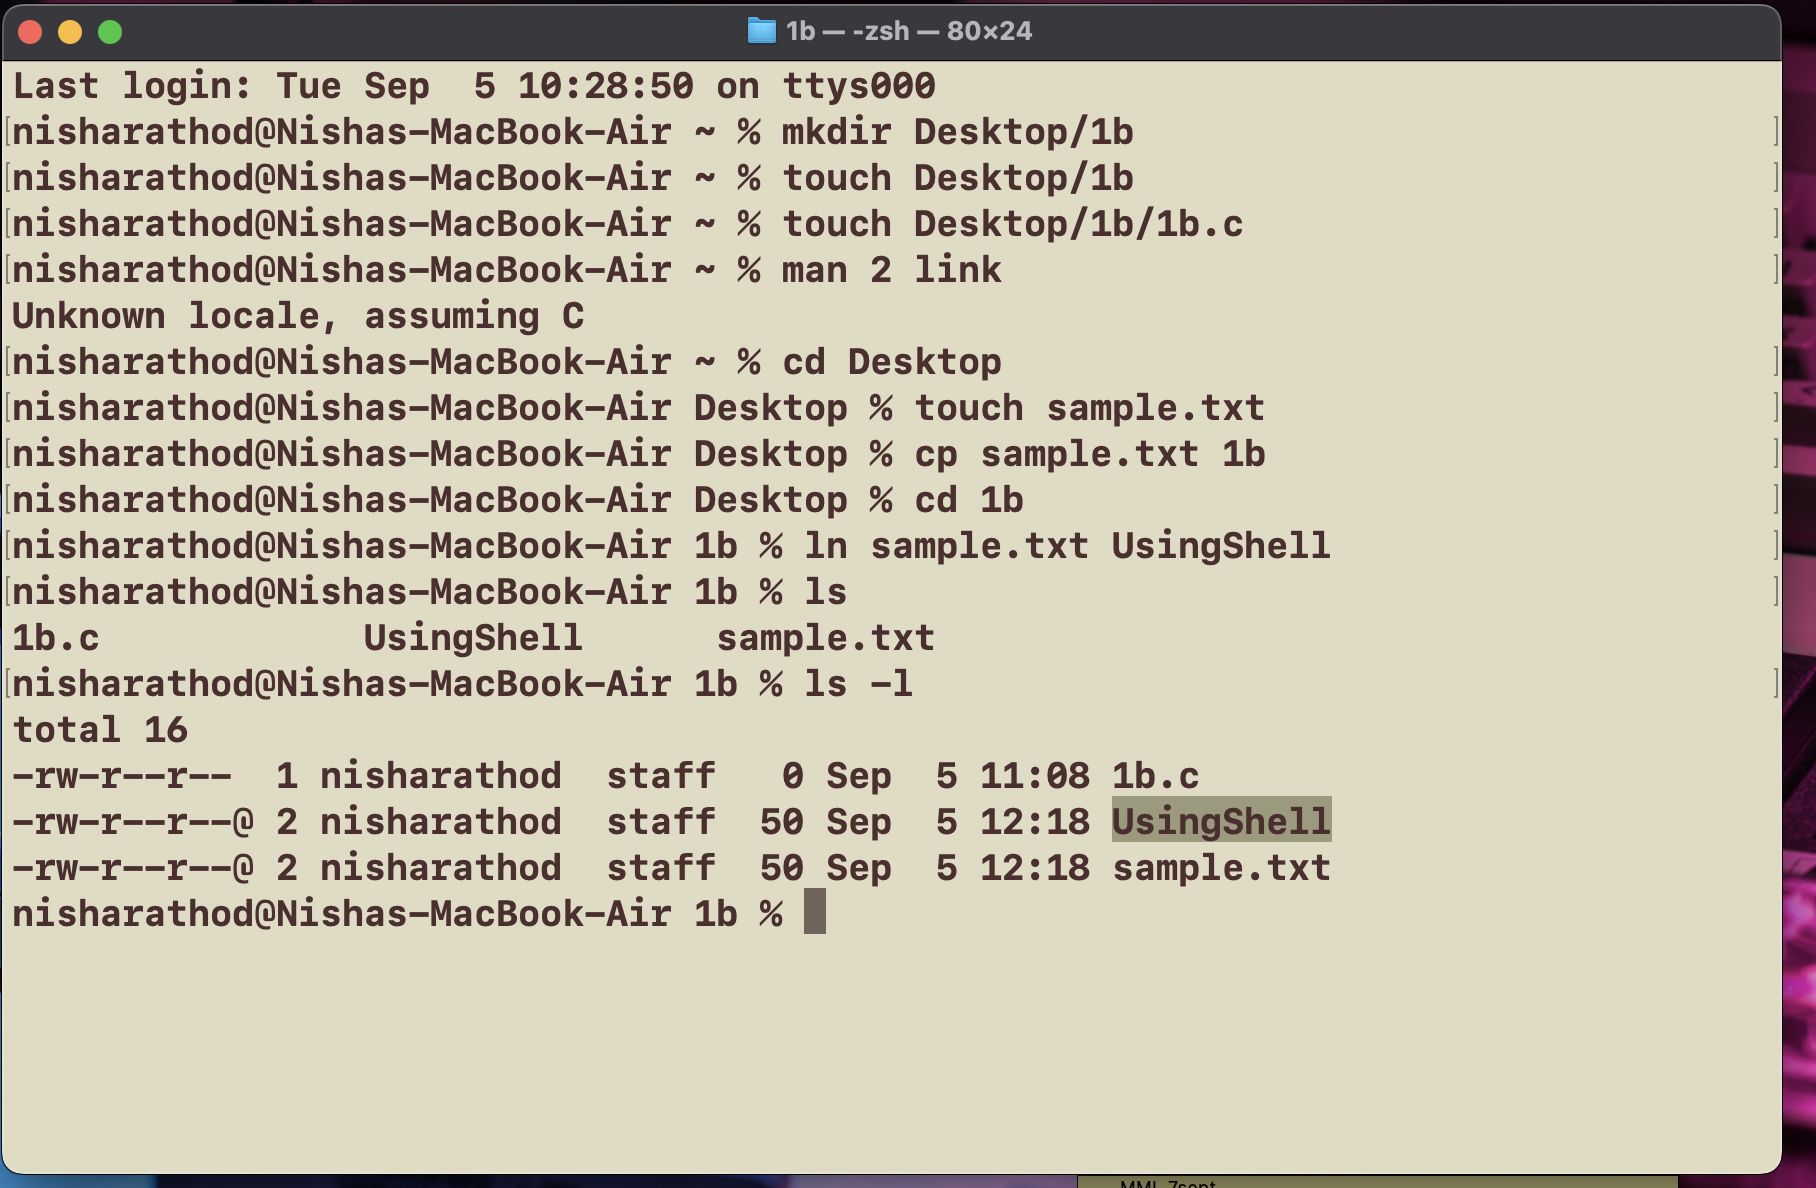 1b — -zsh — 80×24
Last login: Tue Sep  5 10:28:50 on ttys000
nisharathod@Nishas-MacBook-Air ~ % mkdir Desktop/1b
nisharathod@Nishas-MacBook-Air ~ % touch Desktop/1b
nisharathod@Nishas-MacBook-Air ~ % touch Desktop/1b/1b.c
nisharathod@Nishas-MacBook-Air ~ % man 2 link
Unknown locale, assuming C
nisharathod@Nishas-MacBook-Air ~ % cd Desktop
nisharathod@Nishas-MacBook-Air Desktop % touch sample.txt
nisharathod@Nishas-MacBook-Air Desktop % cp sample.txt 1b
nisharathod@Nishas-MacBook-Air Desktop % cd 1b
nisharathod@Nishas-MacBook-Air 1b % ln sample.txt UsingShell
nisharathod@Nishas-MacBook-Air 1b % ls
1b.c            UsingShell      sample.txt
nisharathod@Nishas-MacBook-Air 1b % ls -l
total 16
-rw-r--r--  1 nisharathod  staff   0 Sep  5 11:08 1b.c
-rw-r--r--@ 2 nisharathod  staff  50 Sep  5 12:18 UsingShell
-rw-r--r--@ 2 nisharathod  staff  50 Sep  5 12:18 sample.txt
nisharathod@Nishas-MacBook-Air 1b %